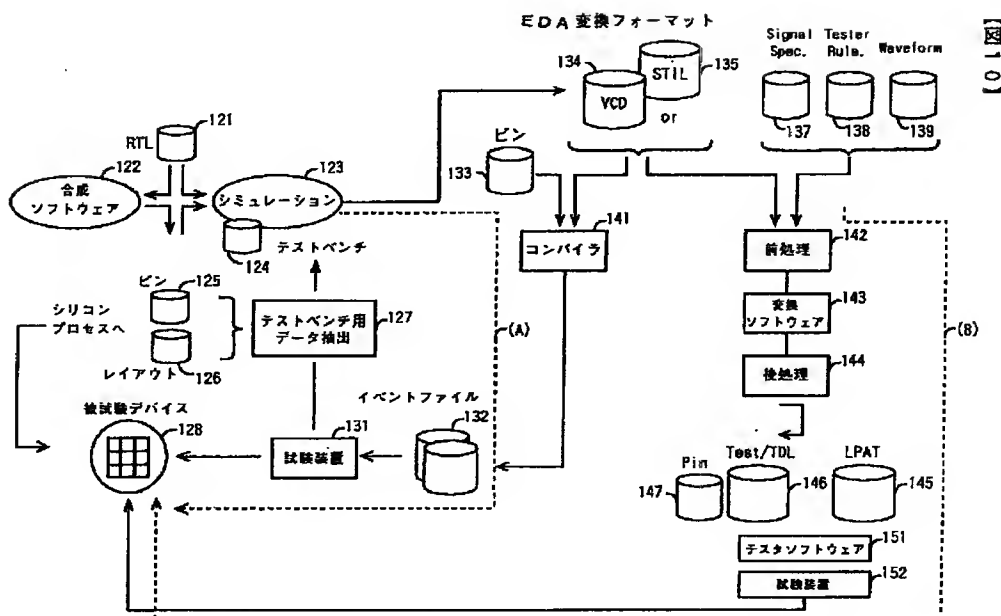 【図10】
EDA 変換フォーマット
134
VCD
STIL
135
or
Signal
Spec.
Tester
Rule.
Waveform
137
138
139
RTL
121
122
合成
ソフトウェア
123
シミュレーション
124
テストベンチ
ピン
133
141
コンパイラ
142
前処理
143
変換
ソフトウェア
144
後処理
シリコン
プロセスへ
ピン
125
レイアウト
126
テストベンチ用
データ抽出
127
(A)
(B)
被試験デバイス
128
131
試験装置
イベントファイル
132
Pin
147
Test/TDL
146
LPAT
145
テスタソフトウェア
151
試験装置
152